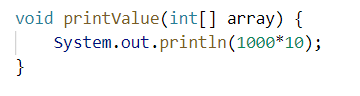 void printValue(int[] array) {
    System.out.println(1000*10);
}